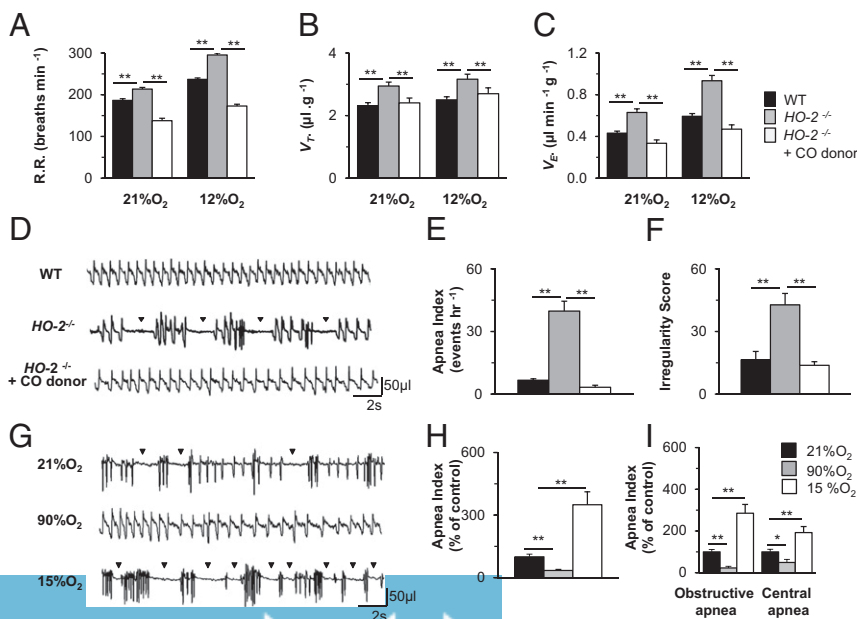 A
R.R. (breaths min ⁻¹)
300
200
100
0
** ** ** **
21%O₂ 12%O₂
B
V_T. (µl .g⁻¹)
4
2
0
** ** ** **
21%O₂ 12%O₂
C
V_E. (µl min ⁻¹ g ⁻¹)
1.2
0.8
0.4
0.0
** ** ** **
21%O₂ 12%O₂
WT
HO-2 ⁻/⁻
HO-2 ⁻/⁻
+ CO donor
D
WT
HO-2⁻/⁻
HO-2 ⁻/⁻
+ CO donor
50µl
2s
E
Apnea Index
(events hr ⁻¹)
60
30
0
** **
F
Irregularity Score
60
30
0
** **
G
21%O₂
90%O₂
15%O₂
50µl
2s
H
Apnea Index
(% of control)
600
300
0
**
**
I
Apnea Index
(% of control)
600
400
200
0
21%O₂
90%O₂
15 %O₂
**
**
**
*
Obstructive
apnea
Central
apnea